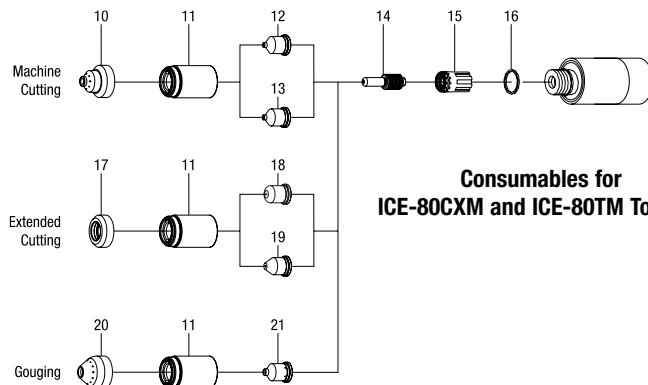 10 11 12 14 15 16
Machine
Cutting
13
Consumables for
ICE-80CXM and ICE-80TM To
17 11 18
Extended
Cutting
19
20 11 21
Gouging